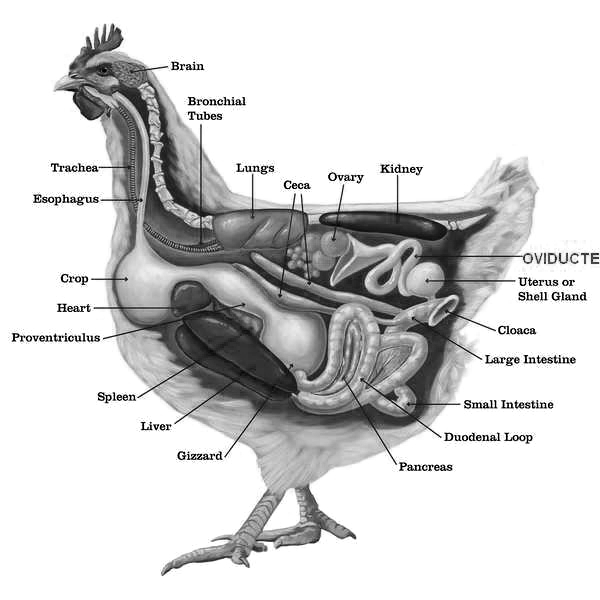 Brain
Bronchial
Tubes
Trachea
Lungs
Ceca
Ovary
Kidney
Esophagus
OVIDUCTE
Crop
Uterus or
Shell Gland
Heart
Cloaca
Proventriculus
Large Intestine
Spleen
Small Intestine
Liver
Duodenal Loop
Gizzard
Pancreas